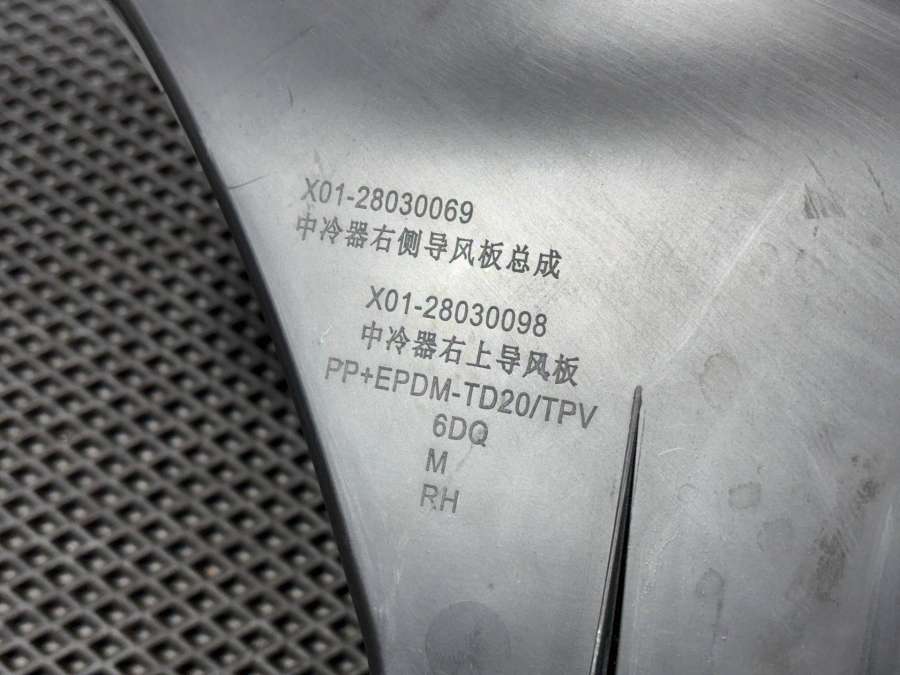 X01-28030069
中冷器右侧导风板总成
X01-28030098
中冷器右上导风板
PP+EPDM-TD20/TPV
6DQ
M
RH